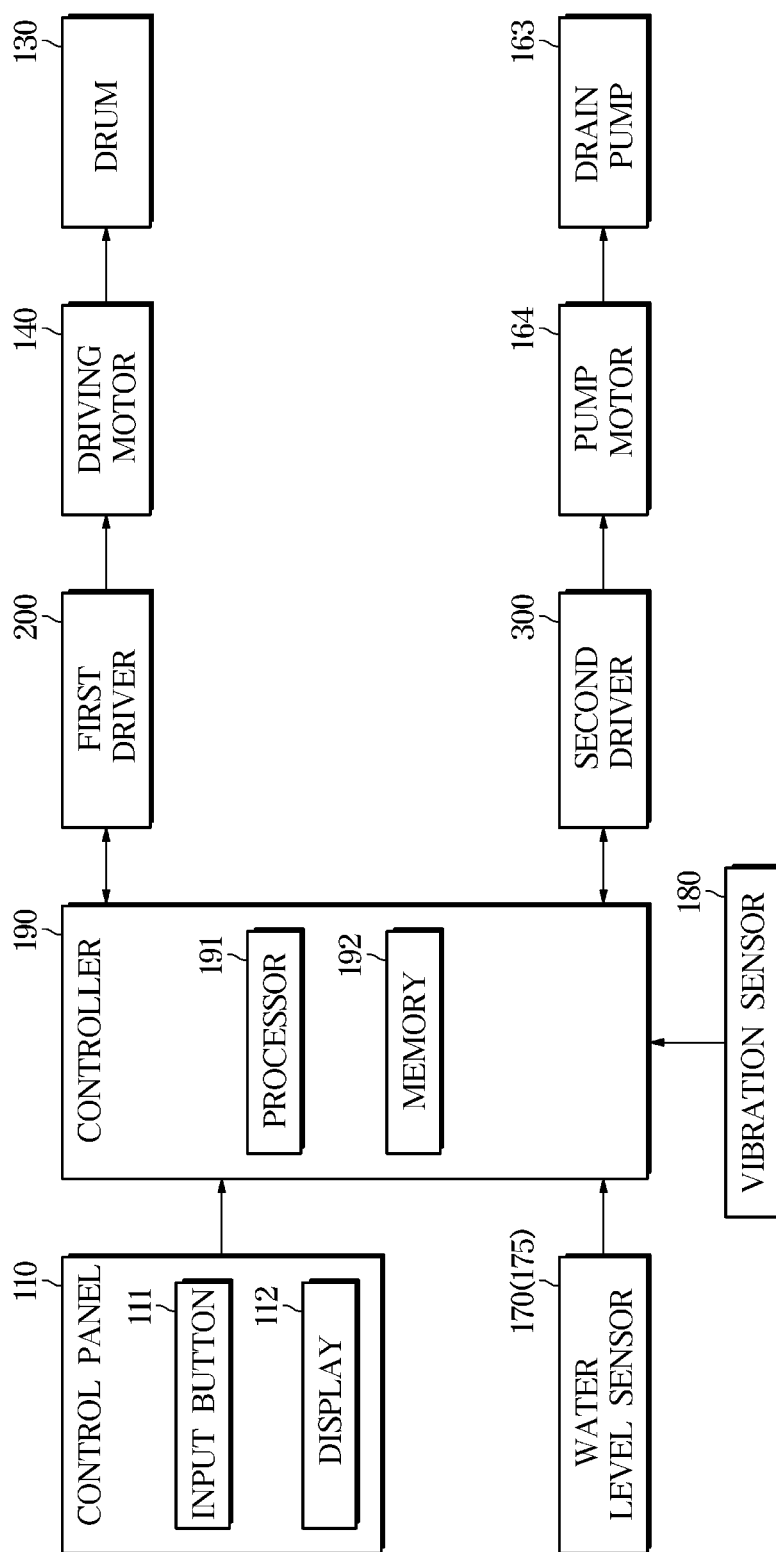 110
CONTROL PANEL
111
INPUT BUTTON
112
DISPLAY
170(175)
WATER
LEVEL SENSOR
190
CONTROLLER
191
PROCESSOR
192
MEMORY
180
VIBRATION SENSOR
200
FIRST
DRIVER
140
DRIVING
MOTOR
130
DRUM
300
SECOND
DRIVER
164
PUMP
MOTOR
163
DRAIN
PUMP